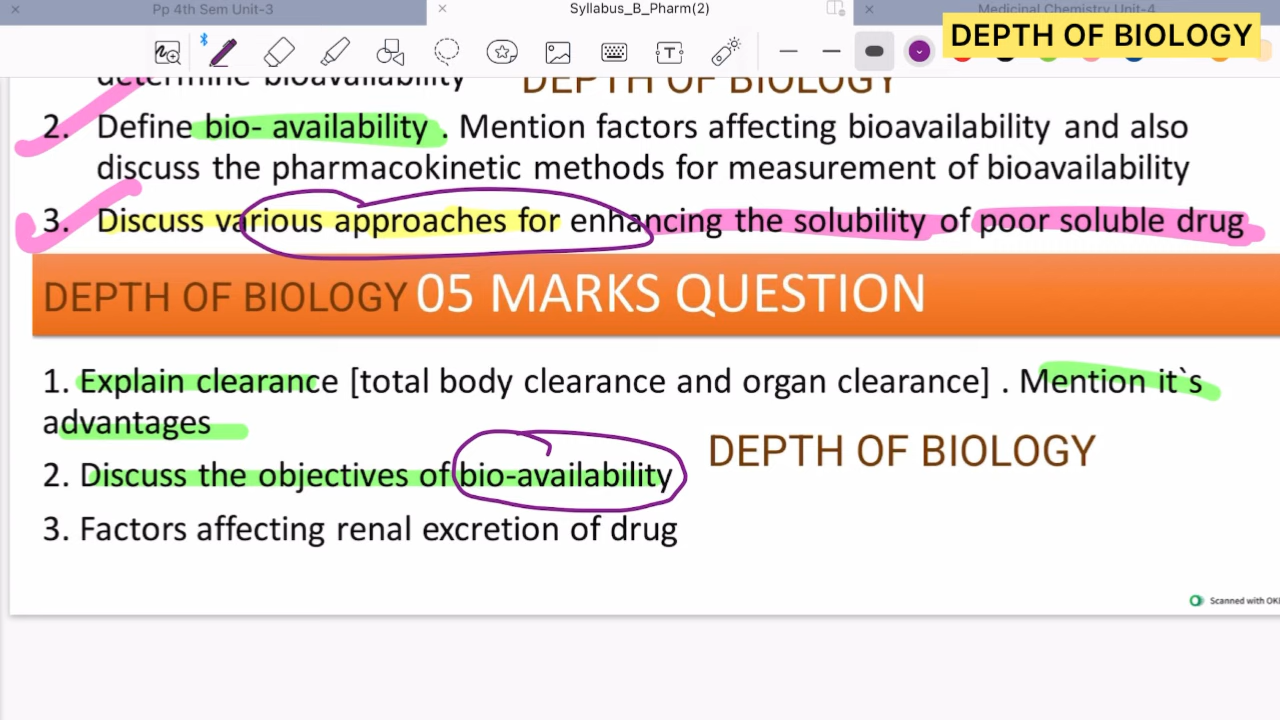 Pp 4th Sem Unit-3
Syllabus_B_Pharm(2)
Medicinal Chemistry Unit-4
DEPTH OF BIOLOGY
determine bioavailability
DEPTH OF BIOLOGY
2. Define bio- availability . Mention factors affecting bioavailability and also
discuss the pharmacokinetic methods for measurement of bioavailability
3. Discuss various approaches for enhancing the solubility of poor soluble drug
DEPTH OF BIOLOGY 05 MARKS QUESTION
1. Explain clearance [total body clearance and organ clearance] . Mention it`s
advantages
DEPTH OF BIOLOGY
2. Discuss the objectives of bio-availability
3. Factors affecting renal excretion of drug
Scanned with OK